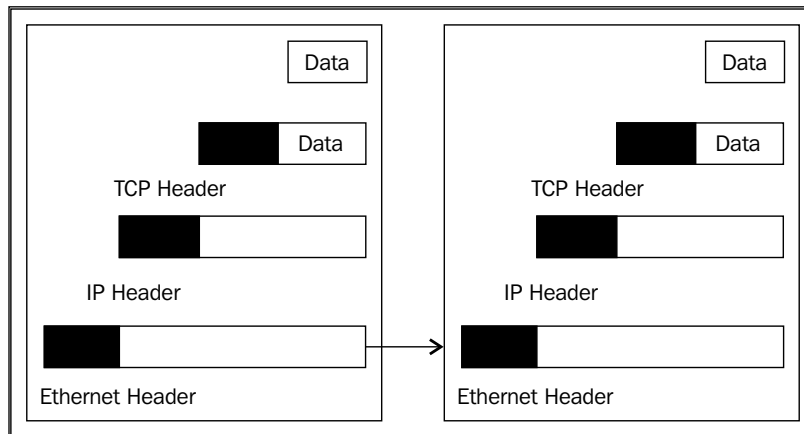 Data
Data
TCP Header
IP Header
Ethernet Header
Data
Data
TCP Header
IP Header
Ethernet Header